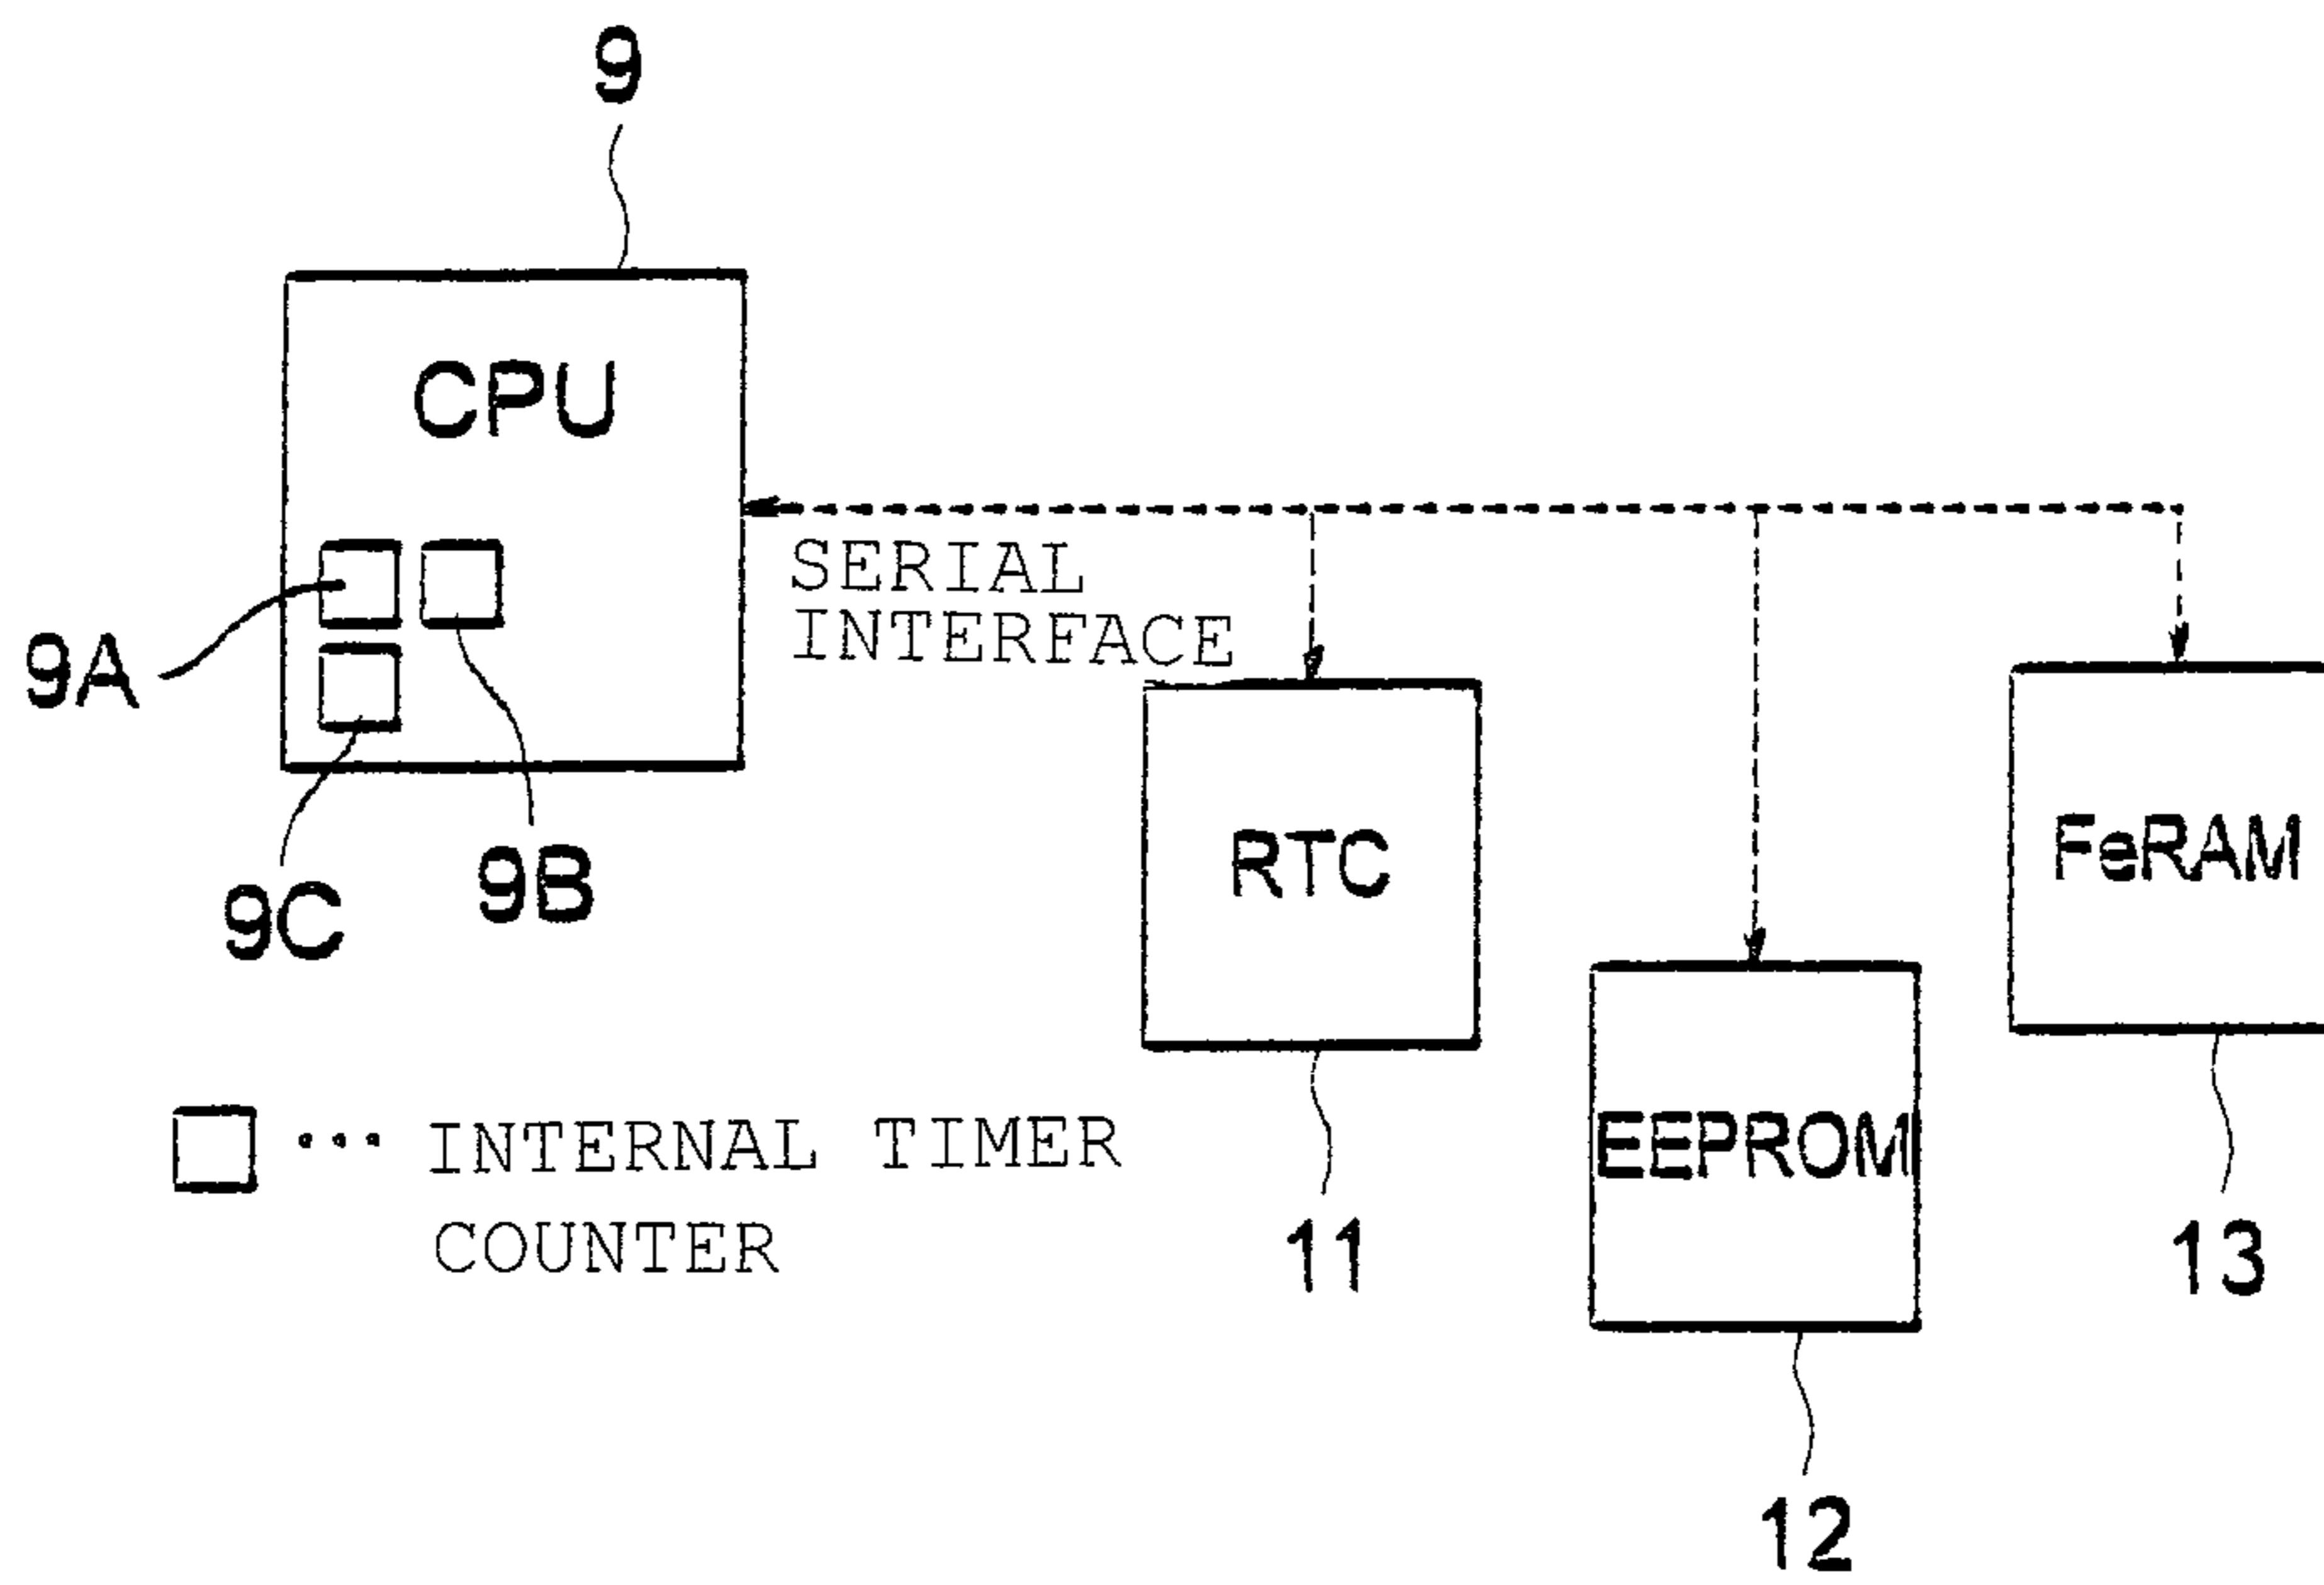 9
CPU
SERIAL
INTERFACE
9A
9B
9C
RTC
FeRAM
EEPROM
□ ••• INTERNAL TIMER
COUNTER
11
13
12